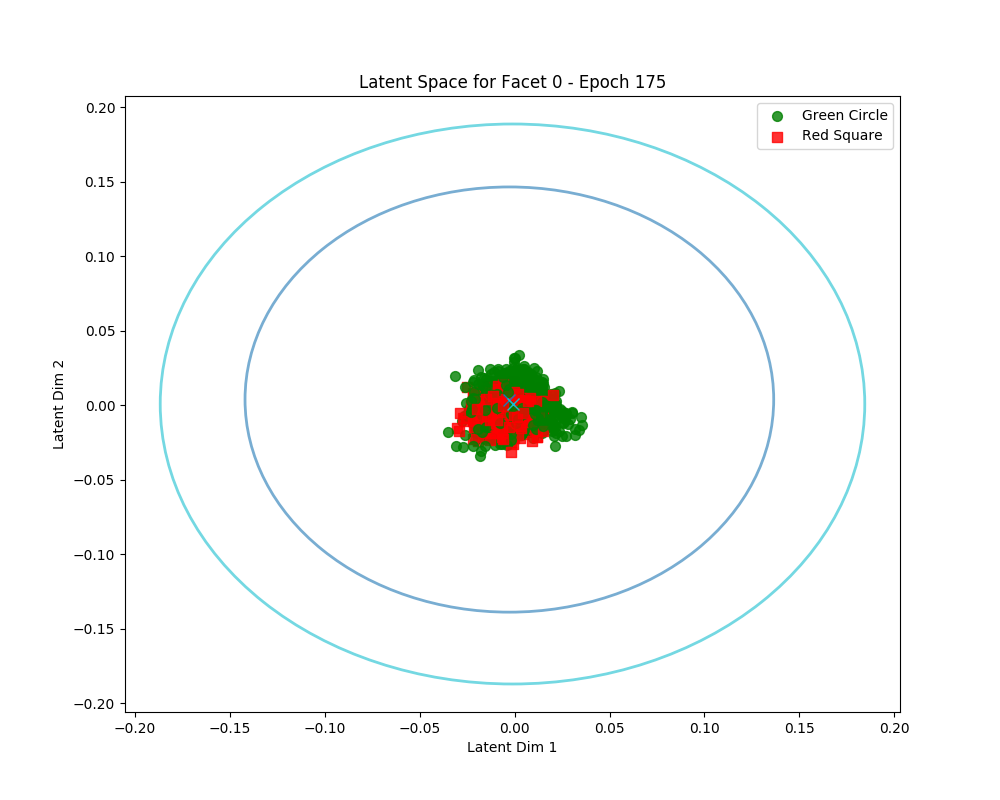 Latent Space for Facet 0 - Epoch 175
Green Circle
Red Square
0.20
0.15
0.10
0.05
0.00
−0.05
−0.10
−0.15
−0.20
Latent Dim 2
−0.20 −0.15 −0.10 −0.05 0.00 0.05 0.10 0.15 0.20
Latent Dim 1